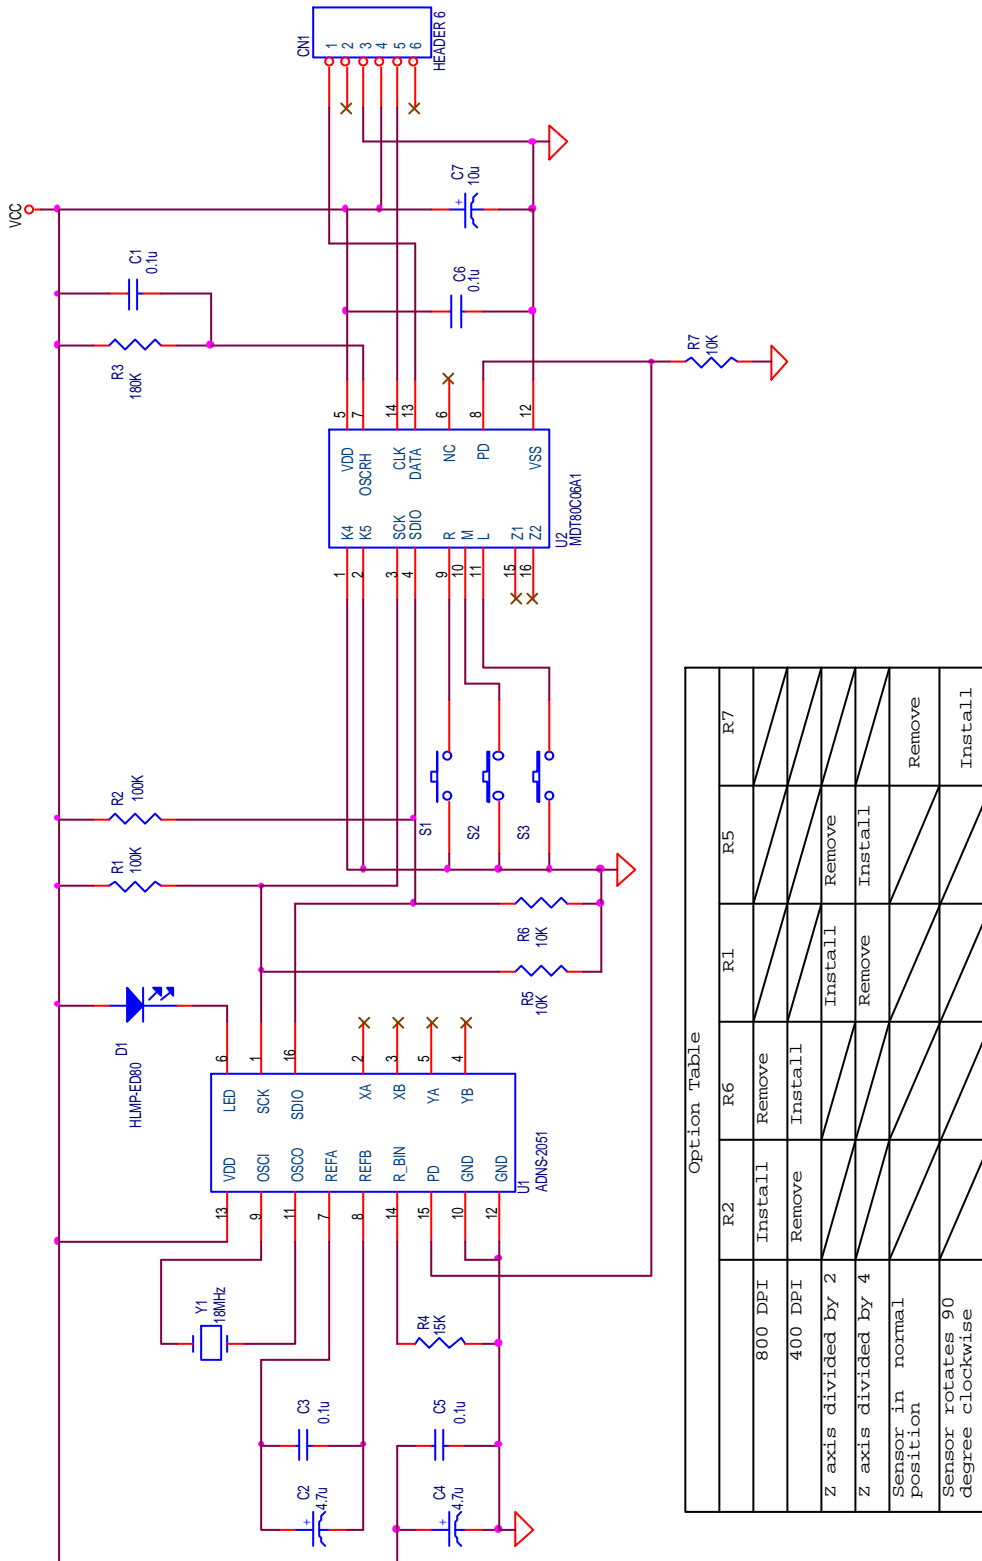 CN1
1
2
3
4
5
6
HEADER 6
VCC
C7
10u
C1
0.1u
C6
0.1u
R3
180K
R7
10K
5
7
14
13
6
8
12
VDD
OSCRH
CLK
DATA
NC
PD
VSS
K4
K5
SCK
SDIO
R
M
L
Z1
Z2
U2
MDT80C06A1
1
2
3
4
9
10
11
15
16
R2
100K
R1
100K
S1
S2
S3
R6
10K
R5
10K
D1
HLMP-ED80
6
1
16
2
3
5
4
LED
SCK
SDIO
XA
XB
YA
YB
VDD
OSCI
OSCO
REFA
REFB
R_BIN
PD
GND
GND
U1
ADNS-2051
13
9
11
7
8
14
15
10
12
Y1
18MHz
R4
15K
C3
0.1u
C5
0.1u
C2
4.7u
C4
4.7u
Option Table
R2 R6 R1 R5 R7
800 DPI Install Remove
400 DPI Remove Install
Z axis divided by 2 Install Remove
Z axis divided by 4 Remove Install
Sensor in normal
position Remove
Sensor rotates 90
degree clockwise Install